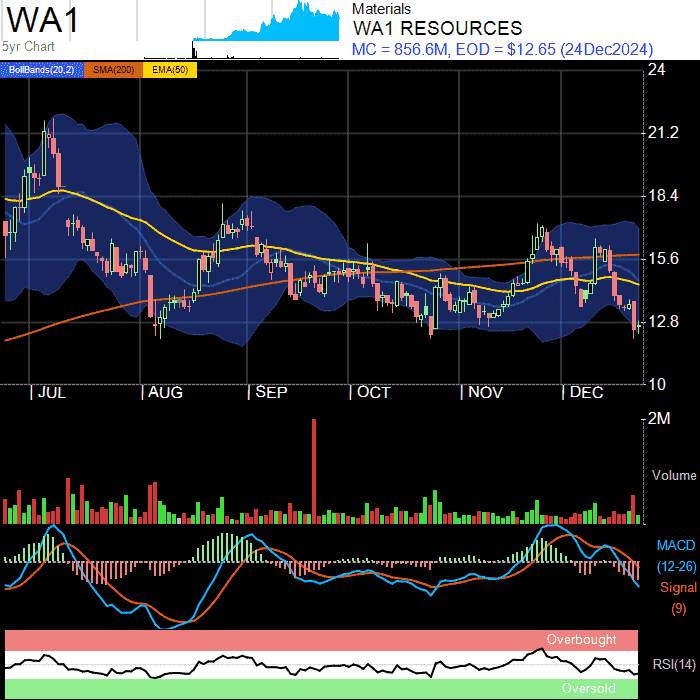 WA1
5yr Chart
Materials
WA1 RESOURCES
MC = 856.6M, EOD = $12.65 (24Dec2024)
BollBands(20,2) SMA(200) EMA(50)
24
21.2
18.4
15.6
12.8
10
JUL AUG SEP OCT NOV DEC
2M
Volume
MACD
(12-26)
Signal
(9)
Overbought
RSI(14)
Oversold